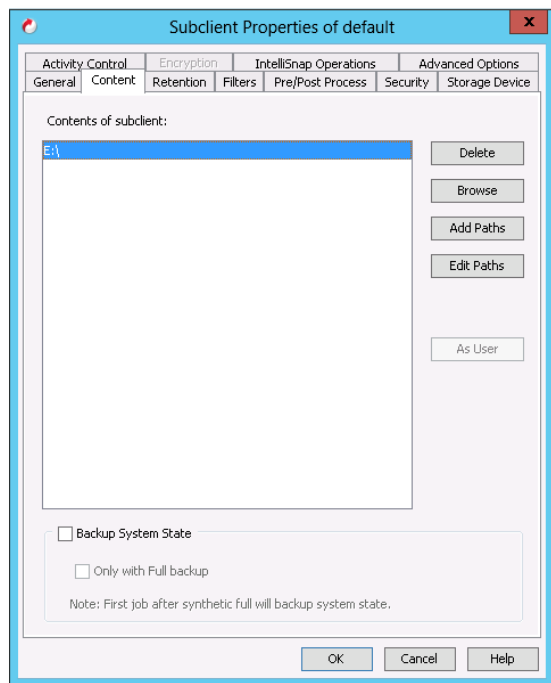 Subclient Properties of default
x
Activity Control Encryption IntelliSnap Operations Advanced Options
General Content Retention Filters Pre/Post Process Security Storage Device
Contents of subclient:
E:\
Delete
Browse
Add Paths
Edit Paths
As User
Backup System State
Only with Full backup
Note: First job after synthetic full will backup system state.
OK Cancel Help